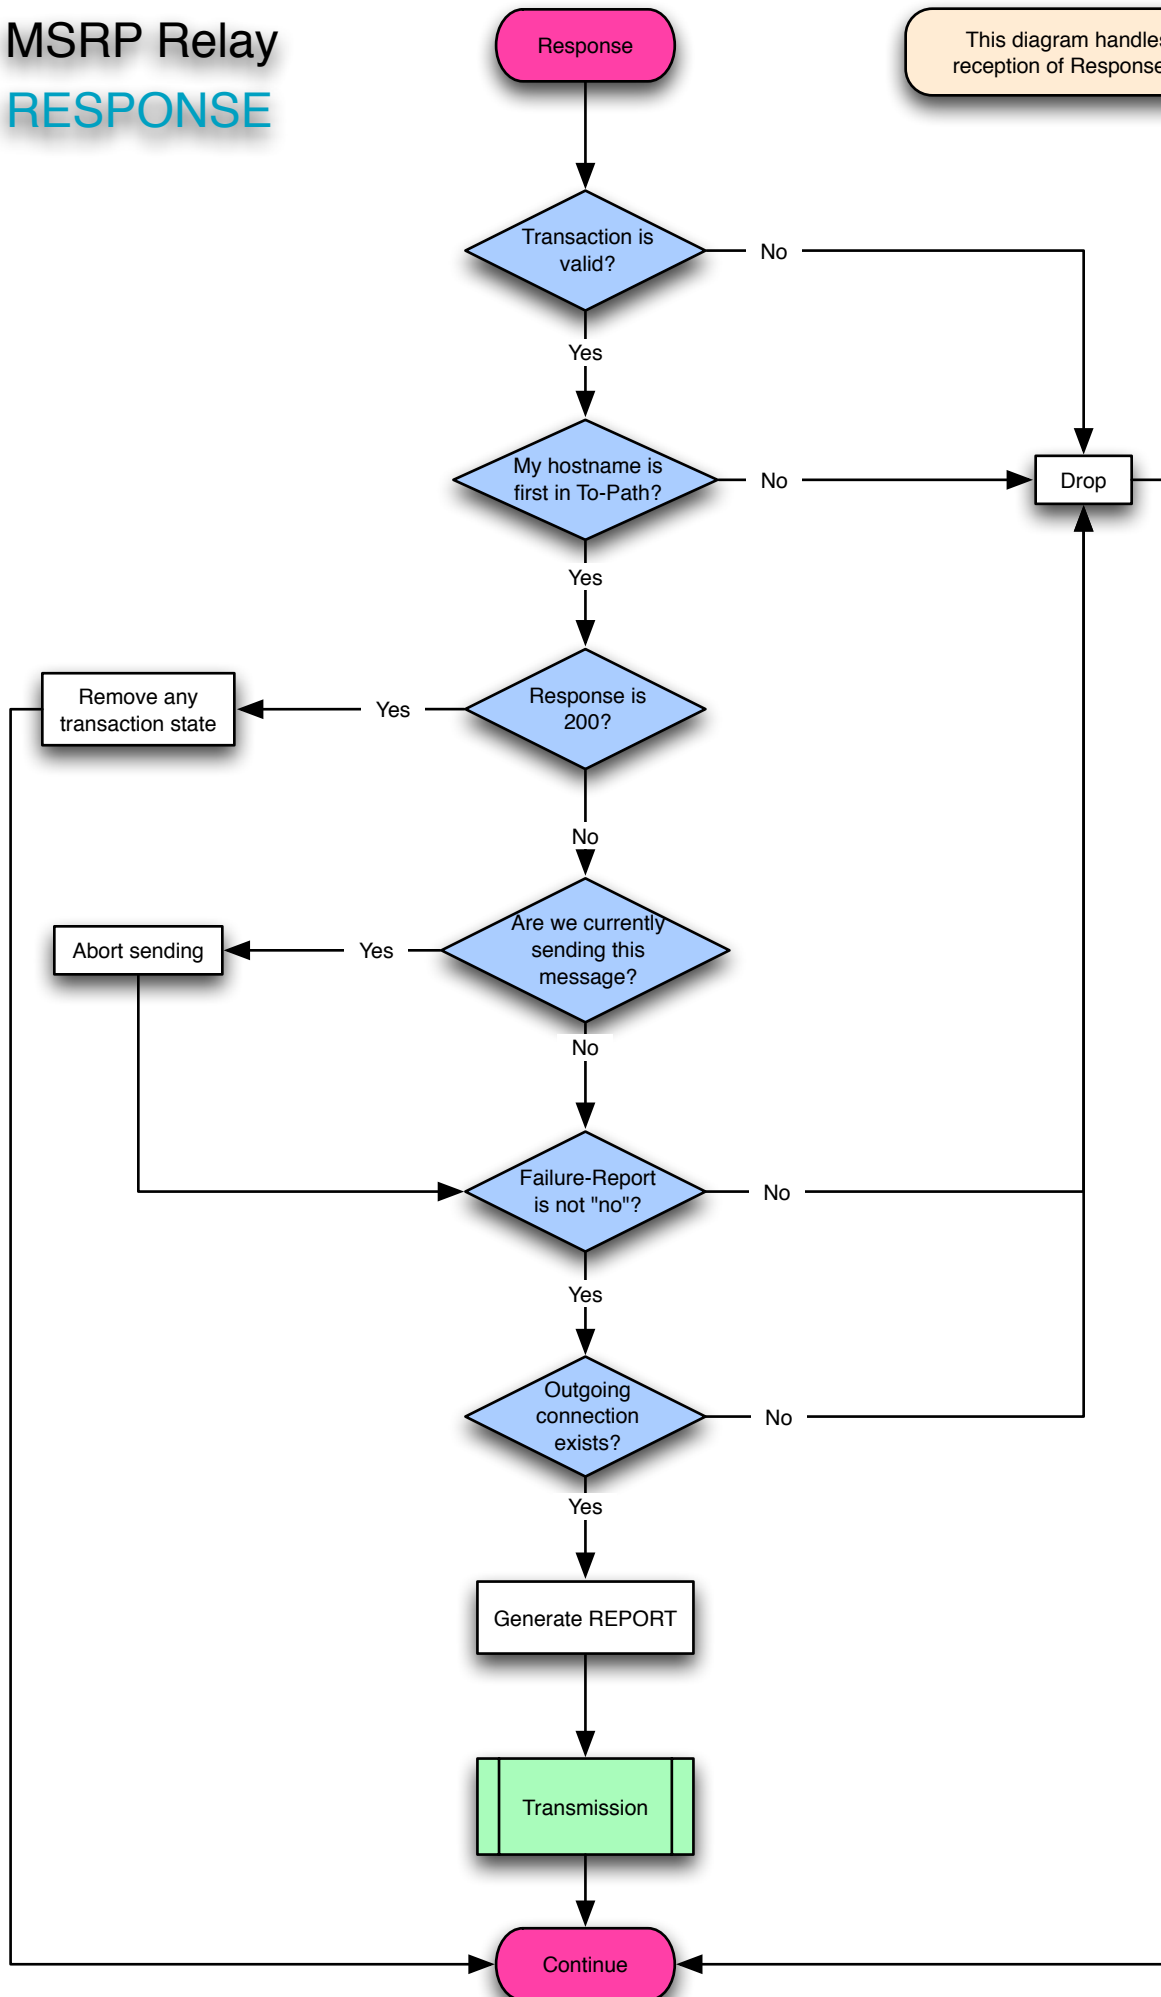 MSRP Relay
RESPONSE
Response
This diagram handles
reception of Response
Transaction is
valid?
No
Yes
My hostname is
first in To-Path?
No
Drop
Yes
Response is
200?
Yes
Remove any
transaction state
No
Are we currently
sending this
message?
Yes
Abort sending
No
Failure-Report
is not "no"?
No
Yes
Outgoing
connection
exists?
No
Yes
Generate REPORT
Transmission
Continue